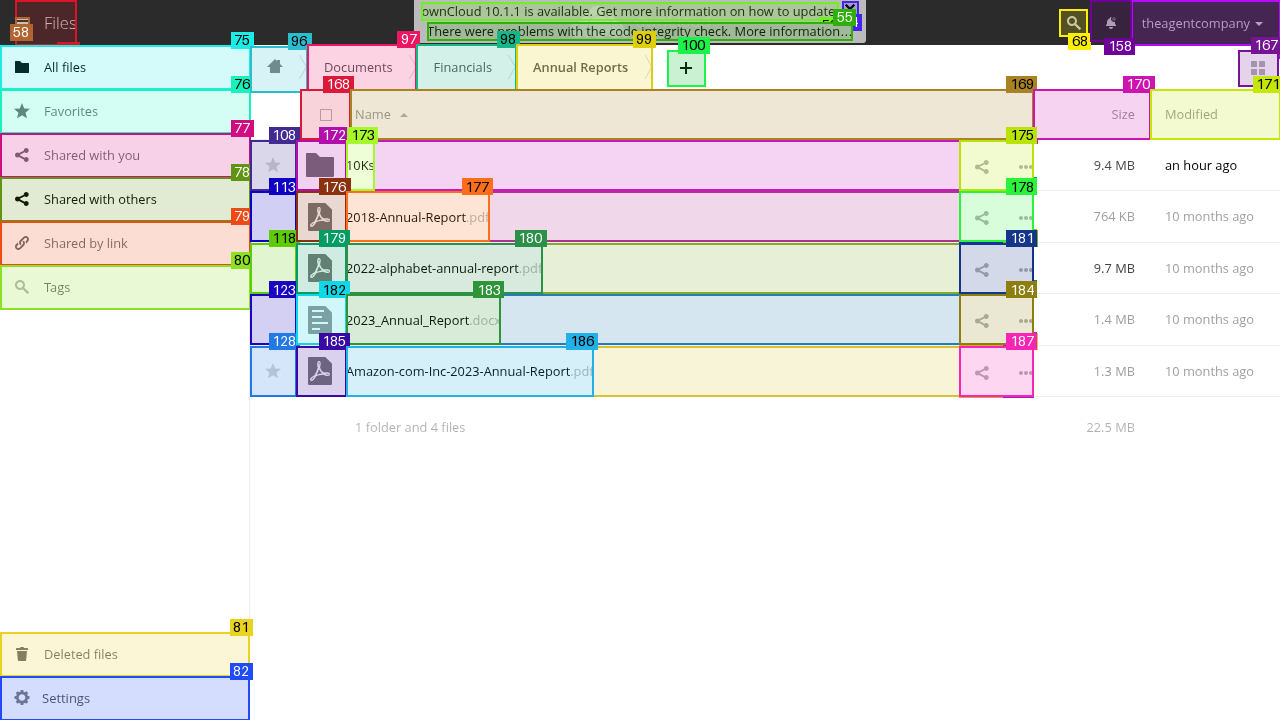 Files
58
ownCloud 10.1.1 is available. Get more information on how to update.
There were problems with the code integrity check. More information...
55
68
158
theagentcompany
75
All files
76
Favorites
77
Shared with you
78
Shared with others
79
Shared by link
80
Tags
81
Deleted files
82
Settings
96
97
Documents
98
Financials
99
Annual Reports
100
+
167
168
169
Name
170
Size
171
Modified
108
172
173
10Ks
175
9.4 MB
an hour ago
113
176
177
2018-Annual-Report.pdf
178
764 KB
10 months ago
118
179
180
2022-alphabet-annual-report.pdf
181
9.7 MB
10 months ago
123
182
183
2023_Annual_Report.docx
184
1.4 MB
10 months ago
128
185
186
Amazon-com-Inc-2023-Annual-Report.pdf
187
1.3 MB
10 months ago
1 folder and 4 files
22.5 MB